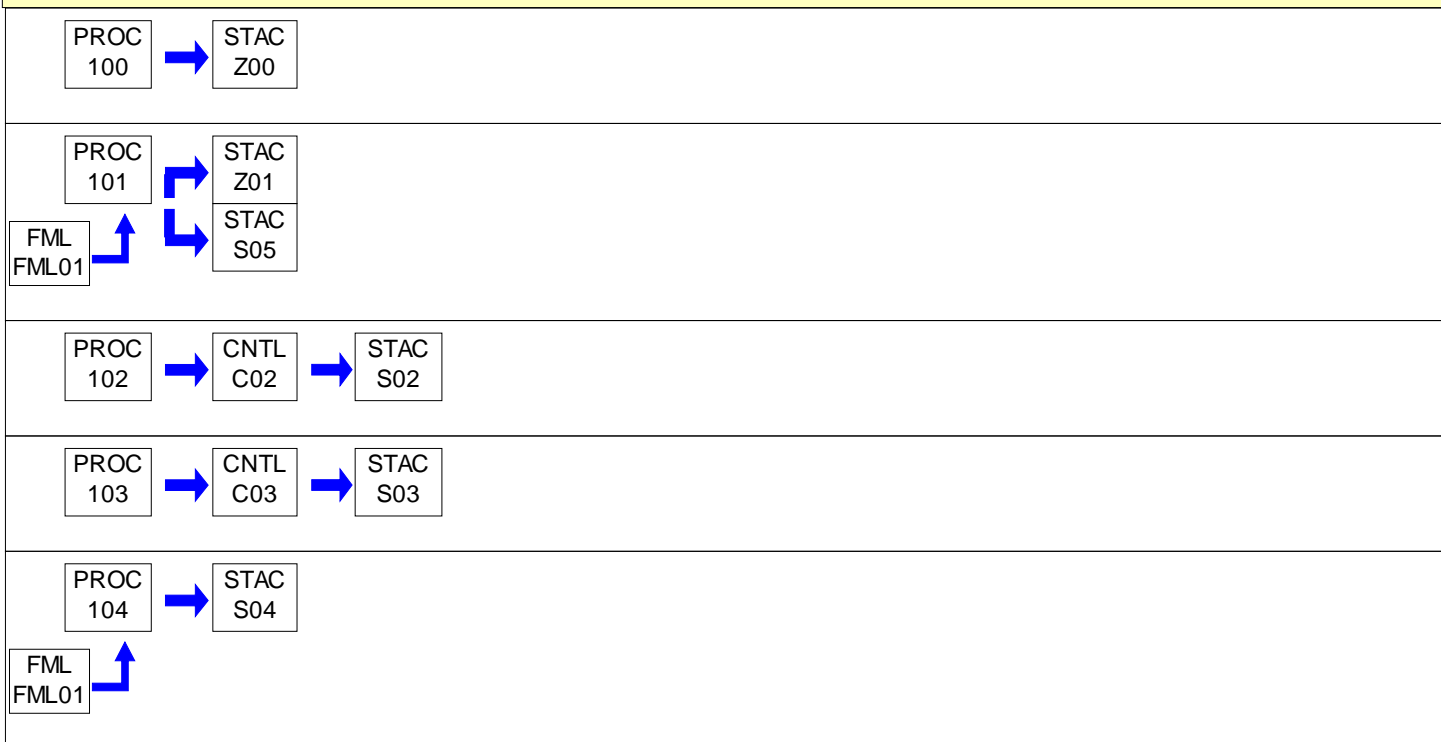 PROC
100
STAC
Z00
PROC
101
STAC
Z01
STAC
S05
FML
FML01
PROC
102
CNTL
C02
STAC
S02
PROC
103
CNTL
C03
STAC
S03
PROC
104
STAC
S04
FML
FML01